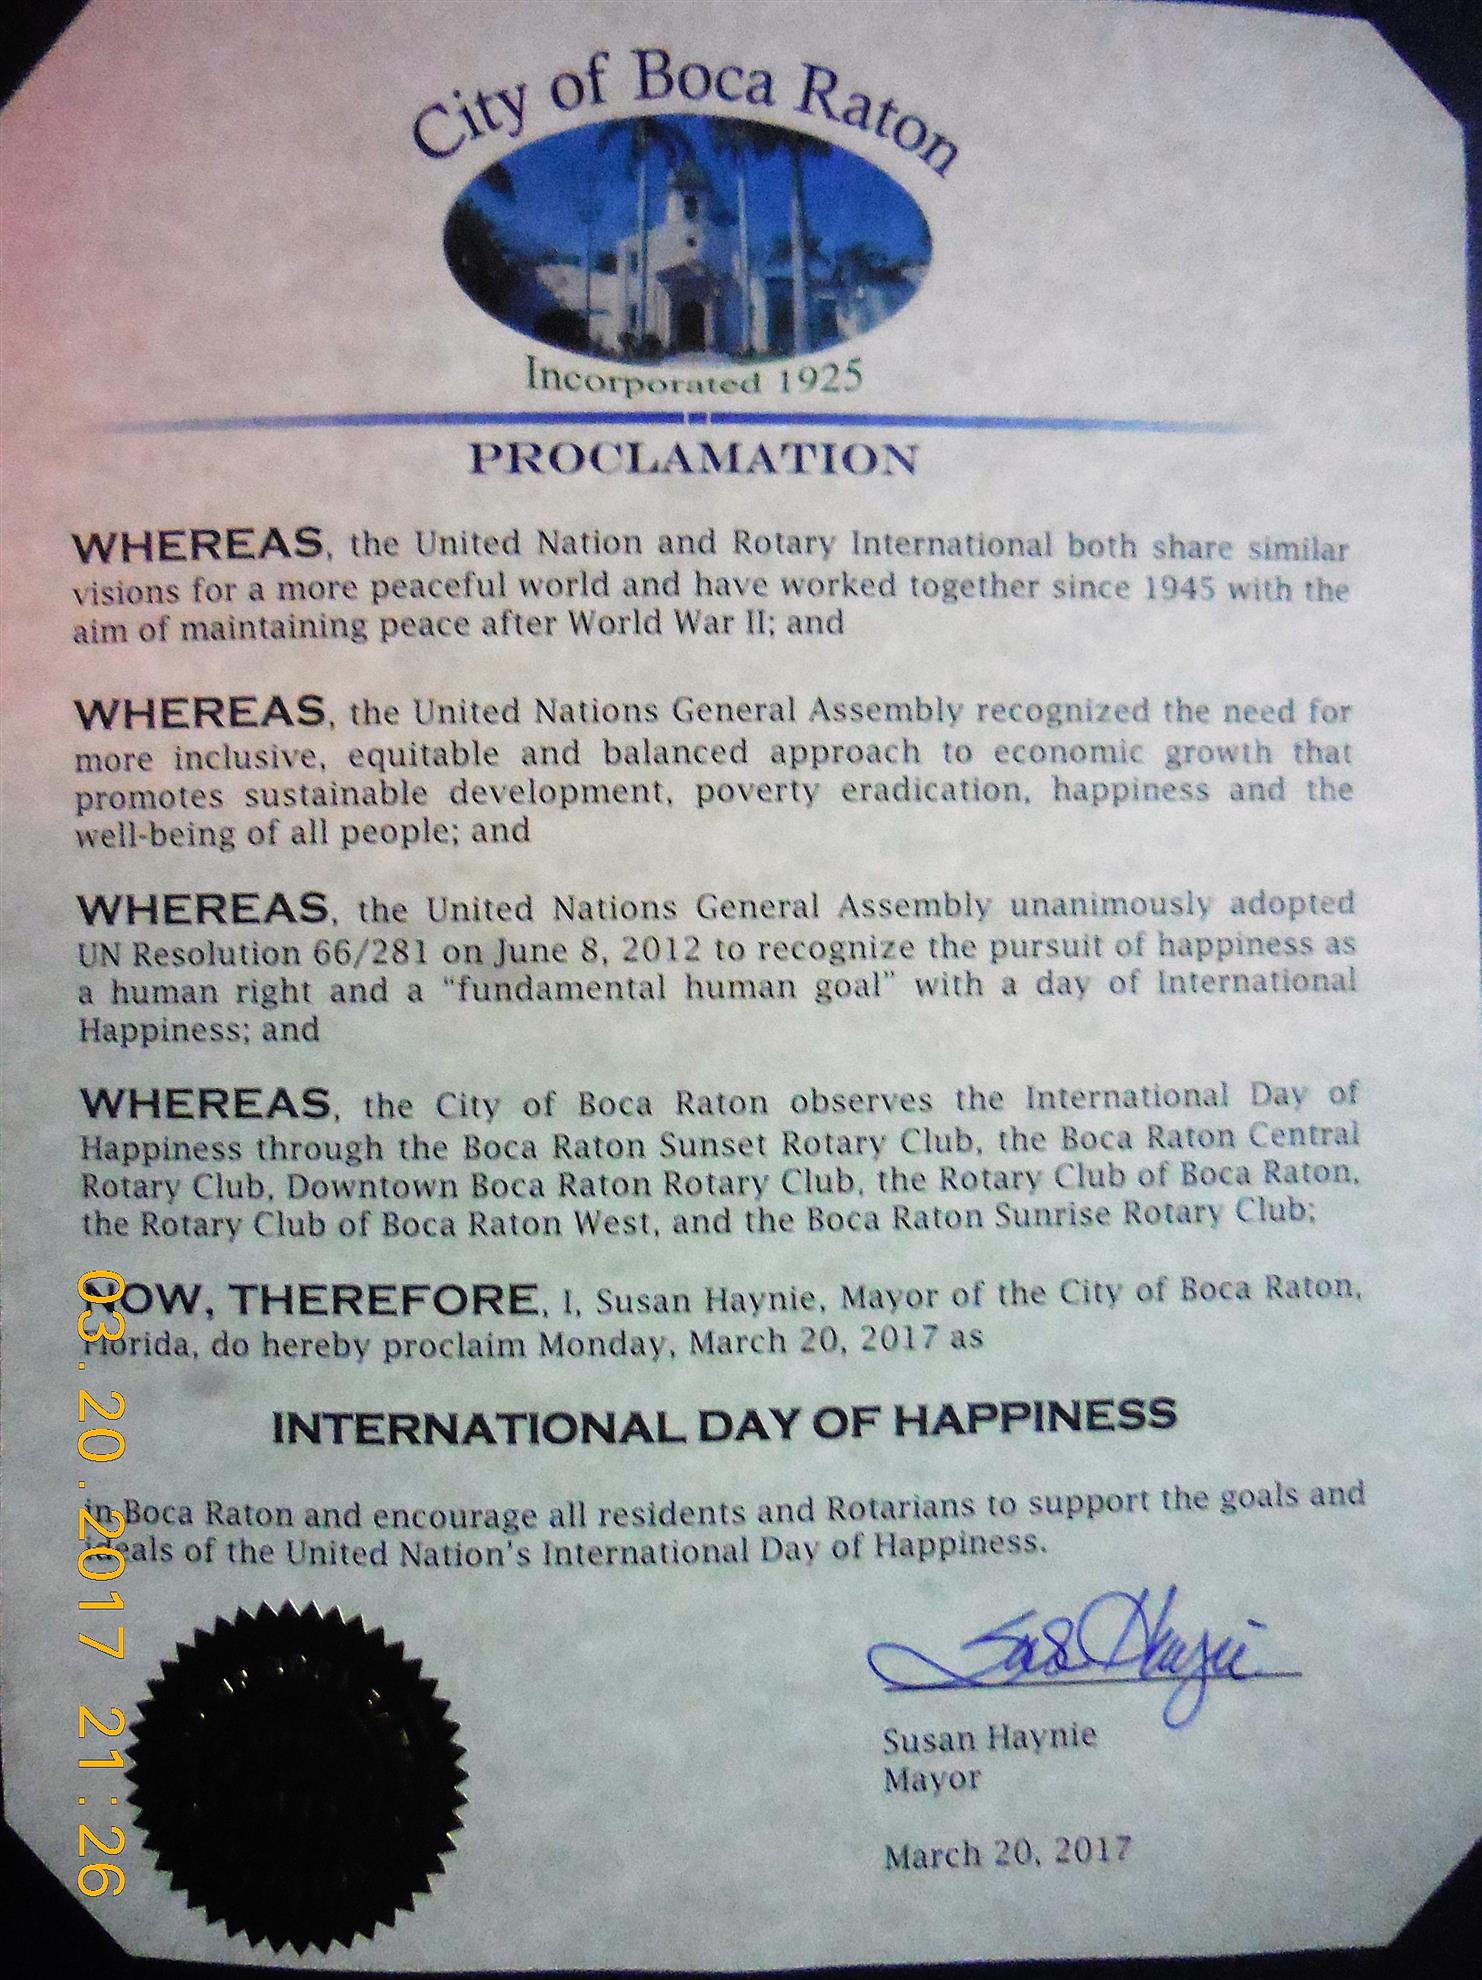 City of Boca Raton
Incorporated 1925
PROCLAMATION
WHEREAS, the United Nation and Rotary International both share similar
visions for a more peaceful world and have worked together since 1945 with the
aim of maintaining peace after World War II; and
WHEREAS, the United Nations General Assembly recognized the need for
more inclusive, equitable and balanced approach to economic growth that
promotes sustainable development, poverty eradication, happiness and the
well-being of all people; and
WHEREAS, the United Nations General Assembly unanimously adopted
UN Resolution 66/281 on June 8, 2012 to recognize the pursuit of happiness as
a human right and a “fundamental human goal” with a day of International
Happiness; and
WHEREAS, the City of Boca Raton observes the International Day of
Happiness through the Boca Raton Sunset Rotary Club, the Boca Raton Central
Rotary Club, Downtown Boca Raton Rotary Club, the Rotary Club of Boca Raton,
the Rotary Club of Boca Raton West, and the Boca Raton Sunrise Rotary Club;
NOW, THEREFORE, I, Susan Haynie, Mayor of the City of Boca Raton,
Florida, do hereby proclaim Monday, March 20, 2017 as
INTERNATIONAL DAY OF HAPPINESS
in Boca Raton and encourage all residents and Rotarians to support the goals and
ideals of the United Nation's International Day of Happiness.
Susan Haynie
Mayor
March 20, 2017
03.20.2017 21:26